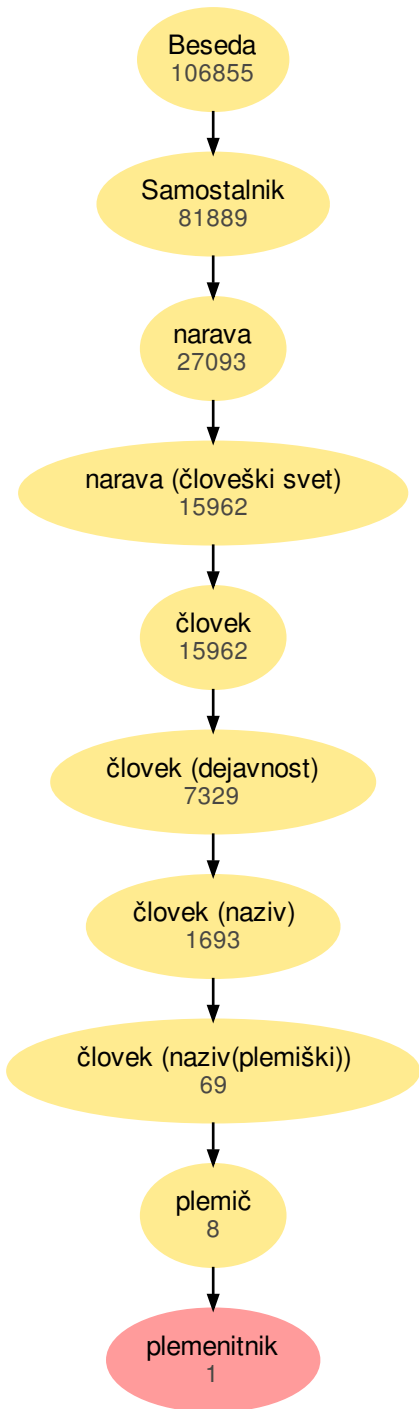 Beseda
106855
Samostalnik
81889
narava
27093
narava (človeški svet)
15962
človek
15962
človek (dejavnost)
7329
človek (naziv)
1693
človek (naziv(plemiški))
69
plemič
8
plemenitnik
1